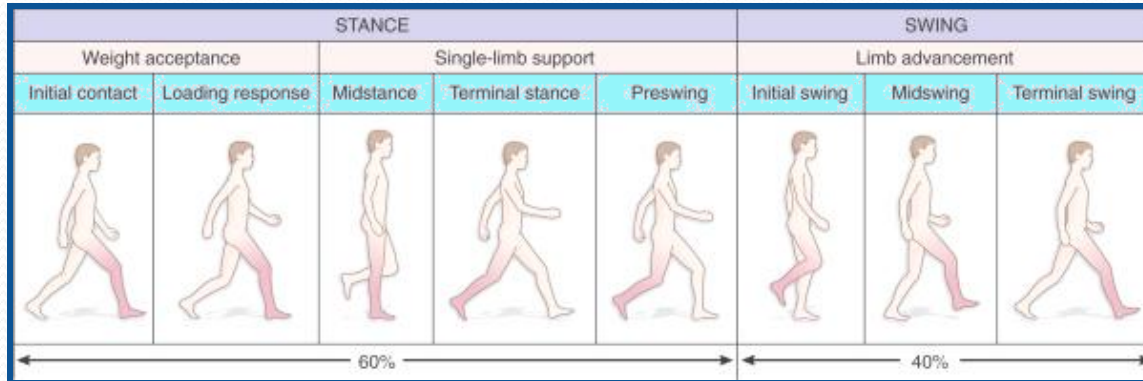 STANCE SWING
Weight acceptance Single-limb support Limb advancement
Initial contact Loading response Midstance Terminal stance Preswing Initial swing Midswing Terminal swing
60% 40%